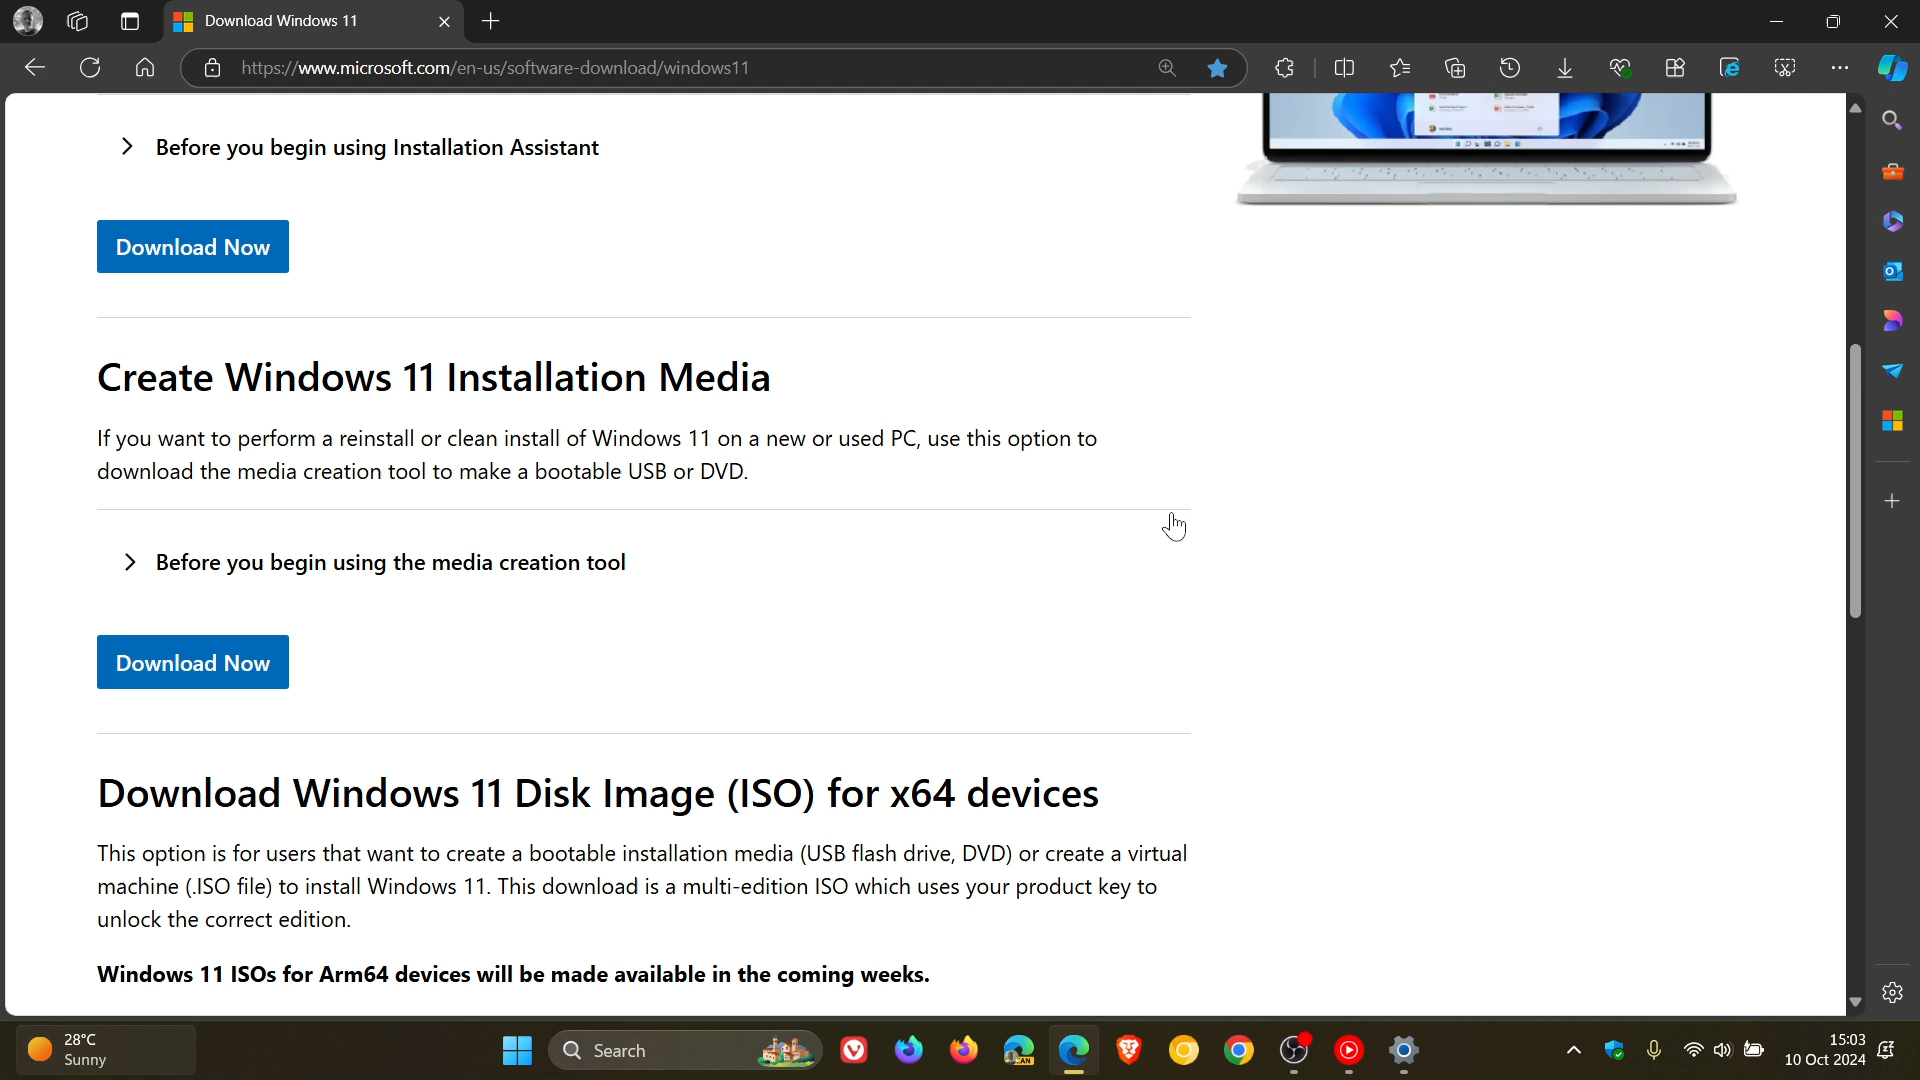 Download Windows 11
https://www.microsoft.com/en-us/software-download/windows11
Before you begin using Installation Assistant
Download Now
Create Windows 11 Installation Media
If you want to perform a reinstall or clean install of Windows 11 on a new or used PC, use this option to
download the media creation tool to make a bootable USB or DVD.
Before you begin using the media creation tool
Download Now
Download Windows 11 Disk Image (ISO) for x64 devices
This option is for users that want to create a bootable installation media (USB flash drive, DVD) or create a virtual
machine (.ISO file) to install Windows 11. This download is a multi-edition ISO which uses your product key to
unlock the correct edition.
Windows 11 ISOs for Arm64 devices will be made available in the coming weeks.
28°C
Sunny
Search
15:03
10 Oct 2024